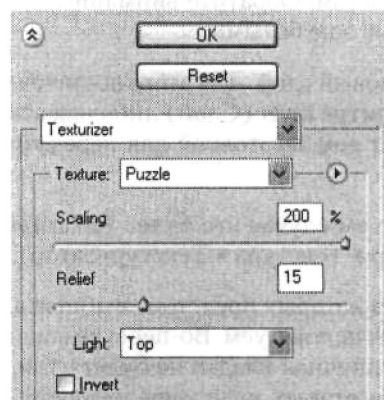 OK
Reset
Texturizer
Texture: Puzzle
Scaling 200 %
Relief 15
Light: Top
Invert